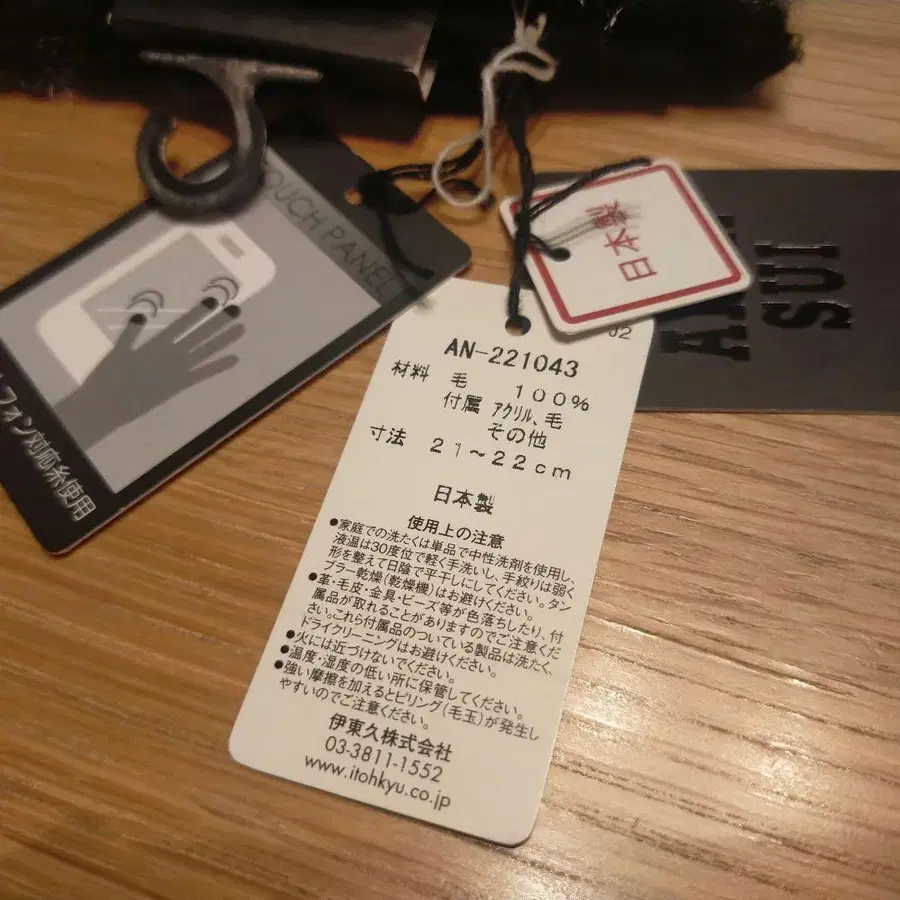 TOUCH PANEL
フォン対応糸使用
日本製
SUI
J2
AN-221043
材料 毛 100%
付属 アクリル、毛
その他
寸法 21~22cm
日本製
使用上の注意
●家庭での洗たくは単品で中性洗剤を使用し、
液温は30度位で軽く手洗いし、手絞りは弱く
形を整えて日陰で平干しにしてください。タン
ブラー乾燥(乾燥機)はお避けください。
●革・毛皮・金具・ビーズ等が色落ちしたり、付
属品が取れることがありますのでご注意くだ
さい。これら付属品のついている製品は洗たく、
ドライクリーニングはお避けください。
●火には近づけないでください。
●温度・湿度の低い所に保管してください。
●強い摩擦を加えるとピリング(毛玉)が発生し
やすいのでご注意ください。
伊東久株式会社
03-3811-1552
www.itohkyu.co.jp